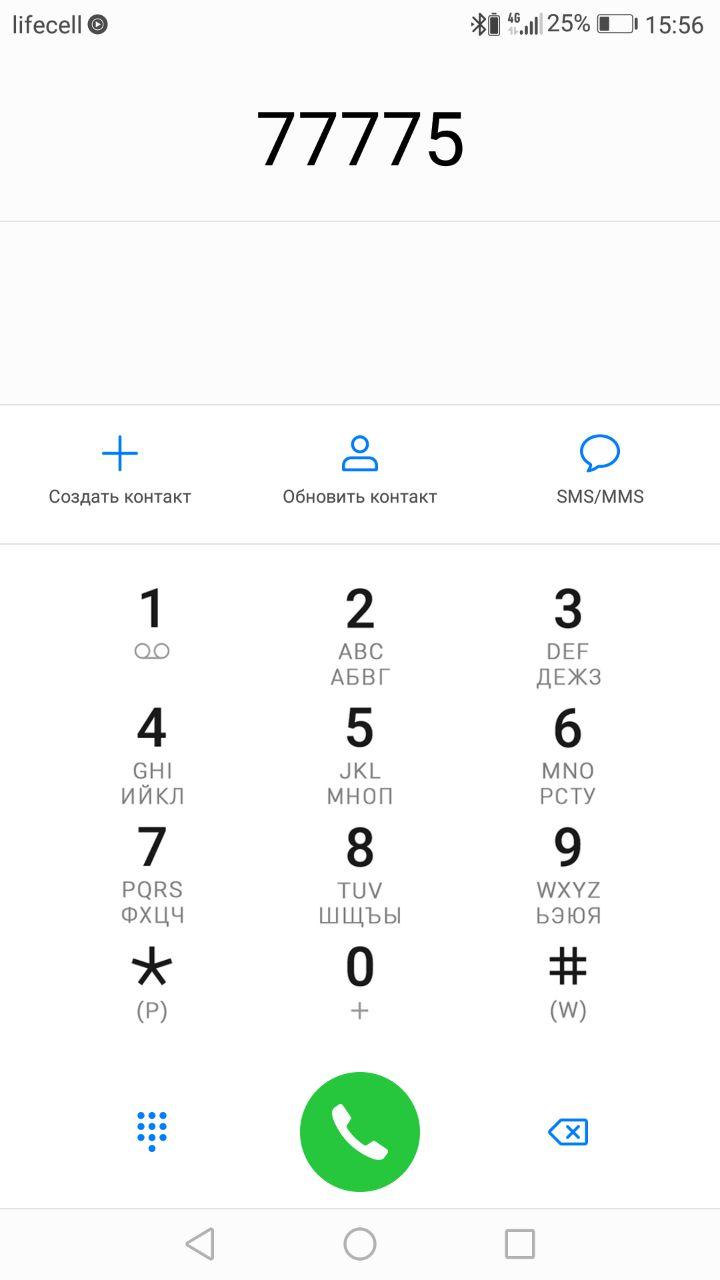 lifecell 4G 25% 15:56
77775
Создать контакт Обновить контакт SMS/MMS
1 2 3
ABC DEF
АБВГ ДЕЖЗ
4 5 6
GHI JKL MNO
ИЙКЛ МНОП РСТУ
7 8 9
PQRS TUV WXYZ
ФХЦЧ ШЩЪЫ ЬЭЮЯ
* 0 #
(P) + (W)